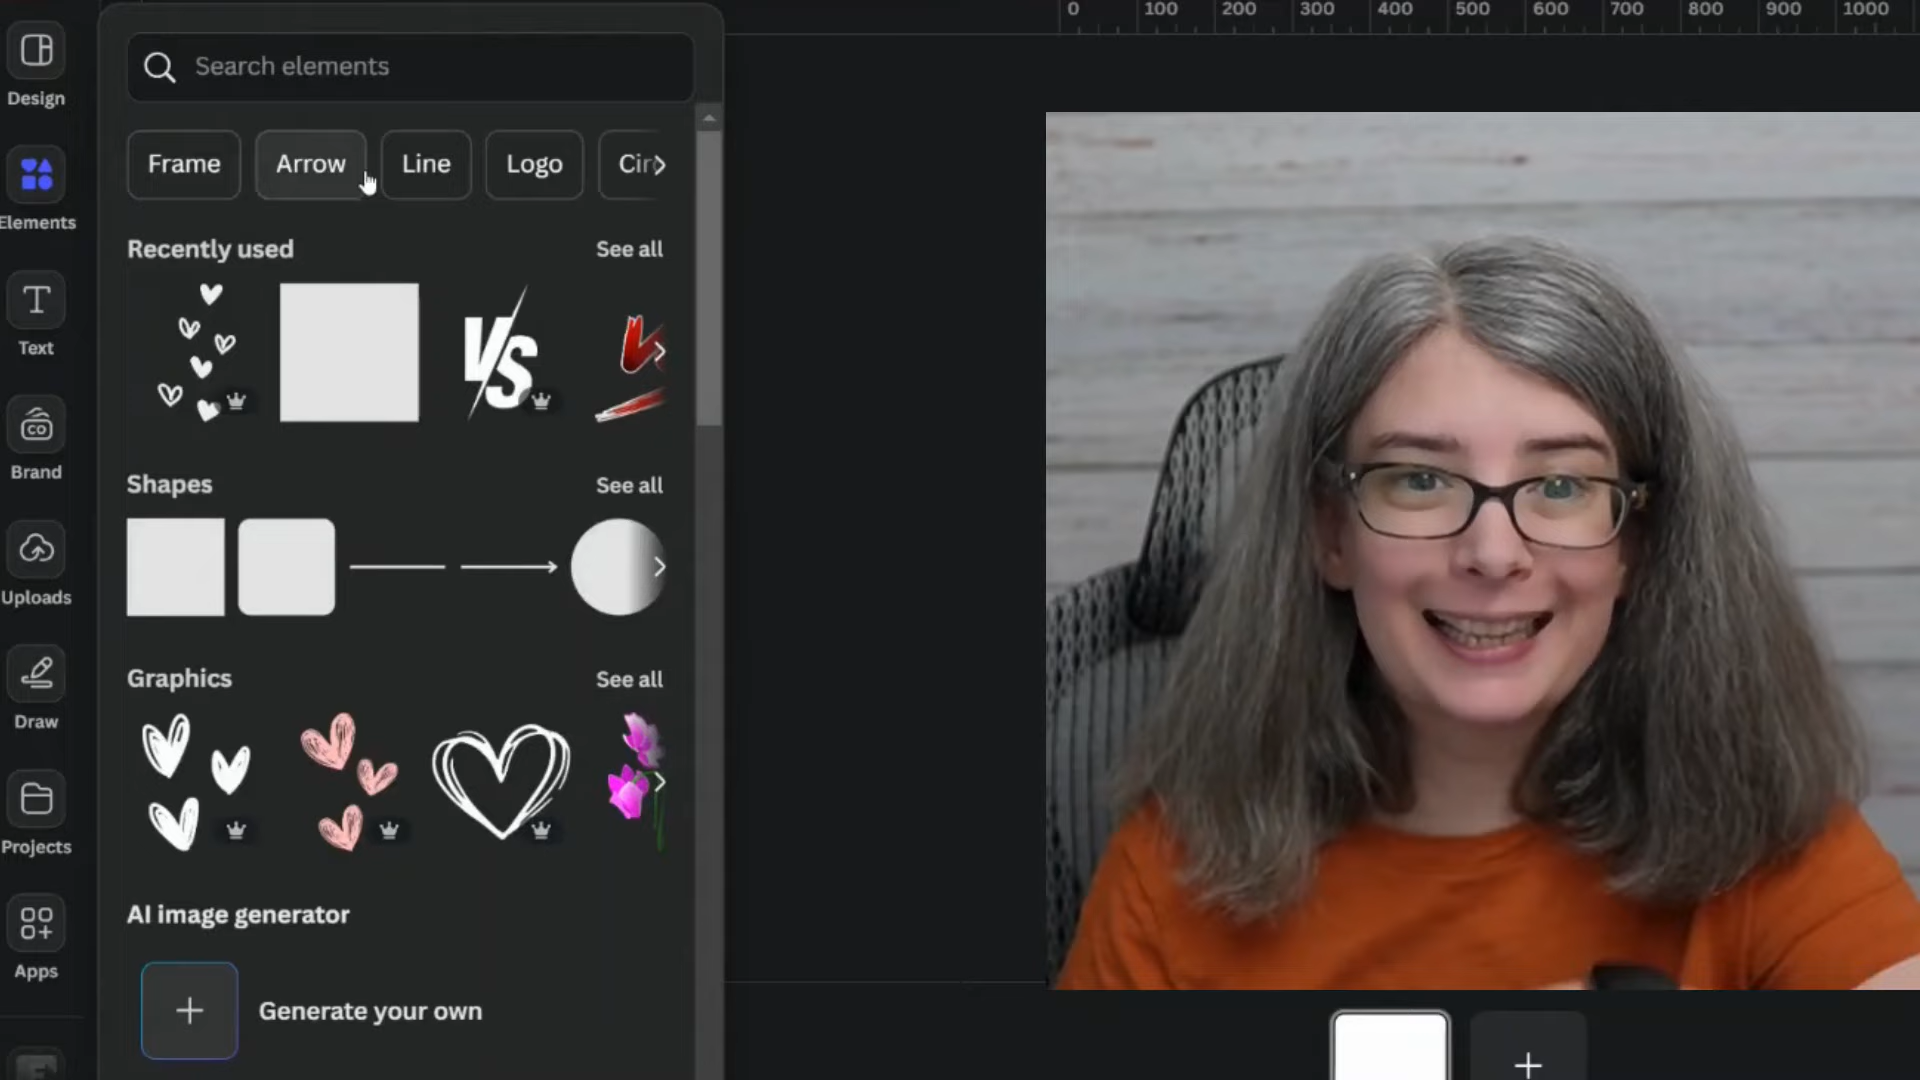 0 100 200 300 400 500 600 700 800 900 1000
Search elements
Design
Frame Arrow Line Logo Cir
Elements
Recently used See all
VS
Text
CO
Brand
Shapes See all
Uploads
Graphics See all
Draw
Projects
AI image generator
Apps
Generate your own